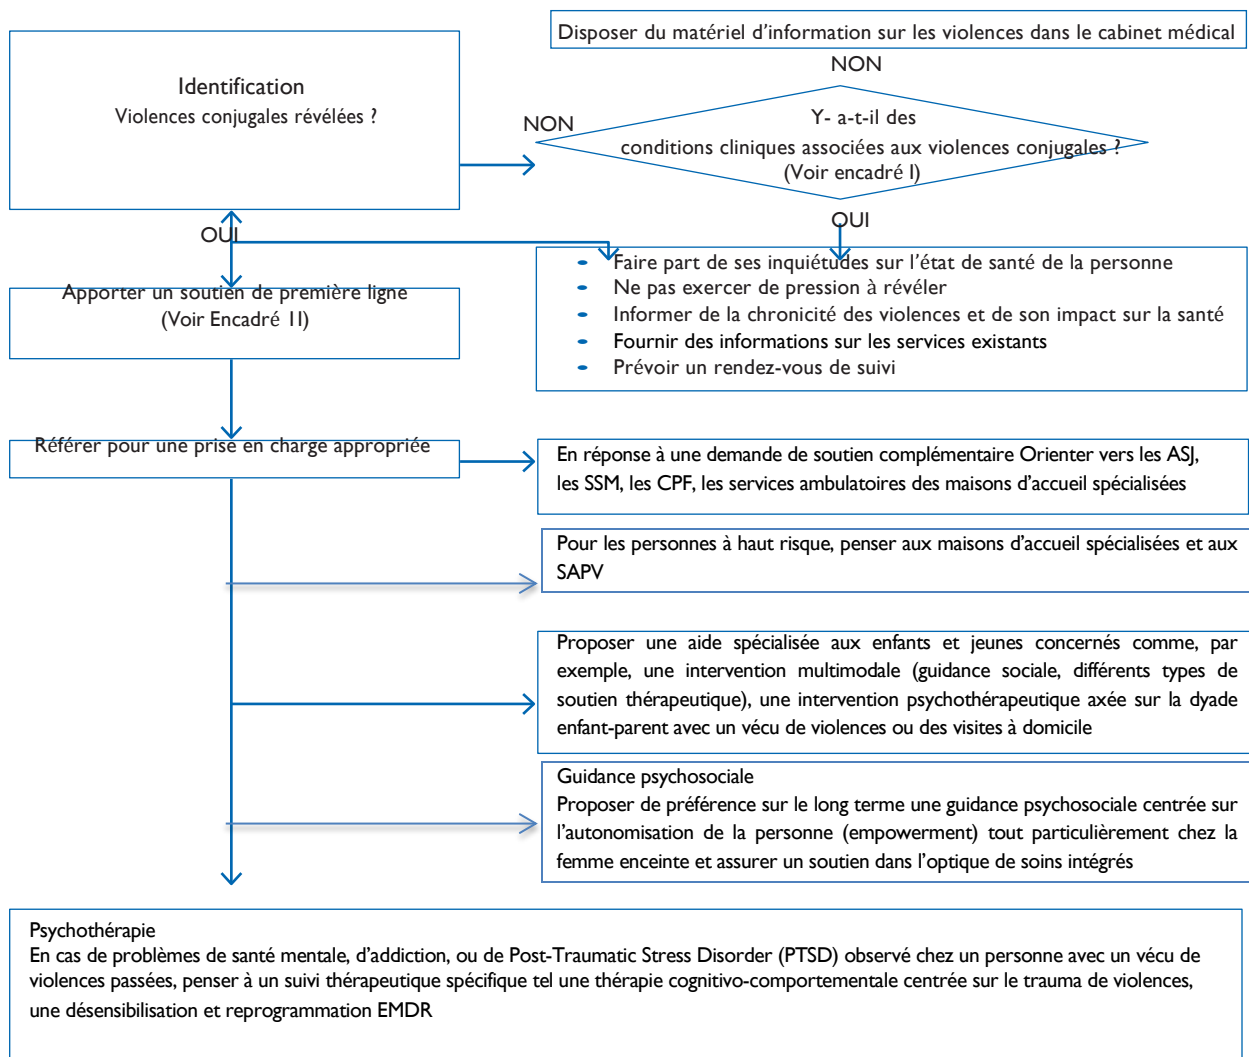 Disposer du matériel d’information sur les violences dans le cabinet médical
Identification
Violences conjugales révélées ?
NON
NON
Y- a-t-il des
conditions cliniques associées aux violences conjugales ?
(Voir encadré I)
OUI
OUI
Apporter un soutien de première ligne
(Voir Encadré 1I)
• Faire part de ses inquiétudes sur l’état de santé de la personne
• Ne pas exercer de pression à révéler
• Informer de la chronicité des violences et de son impact sur la santé
• Fournir des informations sur les services existants
• Prévoir un rendez-vous de suivi
Référer pour une prise en charge appropriée
En réponse à une demande de soutien complémentaire Orienter vers les ASJ,
les SSM, les CPF, les services ambulatoires des maisons d’accueil spécialisées
Pour les personnes à haut risque, penser aux maisons d’accueil spécialisées et aux
SAPV
Proposer une aide spécialisée aux enfants et jeunes concernés comme, par
exemple, une intervention multimodale (guidance sociale, différents types de
soutien thérapeutique), une intervention psychothérapeutique axée sur la dyade
enfant-parent avec un vécu de violences ou des visites à domicile
Guidance psychosociale
Proposer de préférence sur le long terme une guidance psychosociale centrée sur
l’autonomisation de la personne (empowerment) tout particulièrement chez la
femme enceinte et assurer un soutien dans l’optique de soins intégrés
Psychothérapie
En cas de problèmes de santé mentale, d’addiction, ou de Post-Traumatic Stress Disorder (PTSD) observé chez un personne avec un vécu de
violences passées, penser à un suivi thérapeutique spécifique tel une thérapie cognitivo-comportementale centrée sur le trauma de violences,
une désensibilisation et reprogrammation EMDR